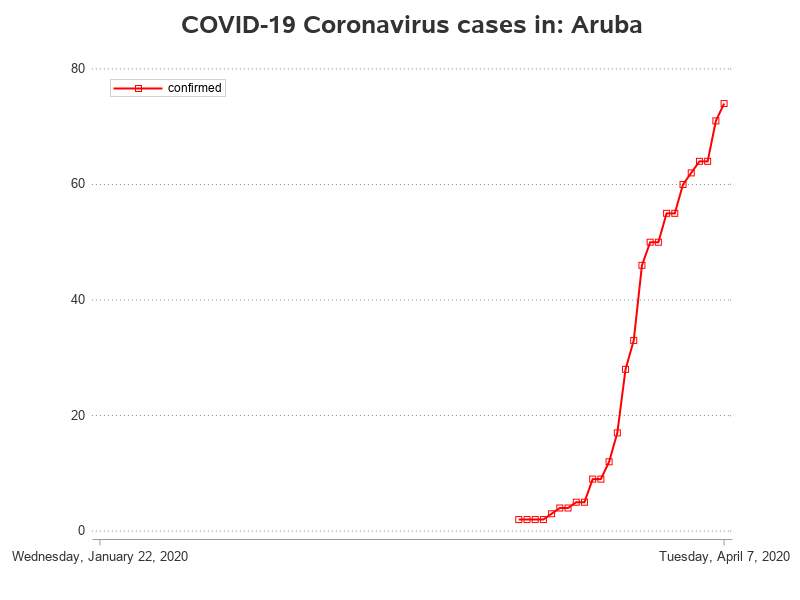 COVID-19 Coronavirus cases in: Aruba
80
confirmed
60
40
20
0
Wednesday, January 22, 2020
Tuesday, April 7, 2020